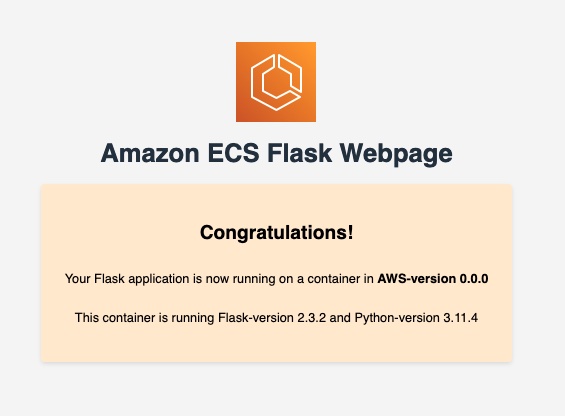 Amazon ECS Flask Webpage
Congratulations!
Your Flask application is now running on a container in AWS-version 0.0.0
This container is running Flask-version 2.3.2 and Python-version 3.11.4